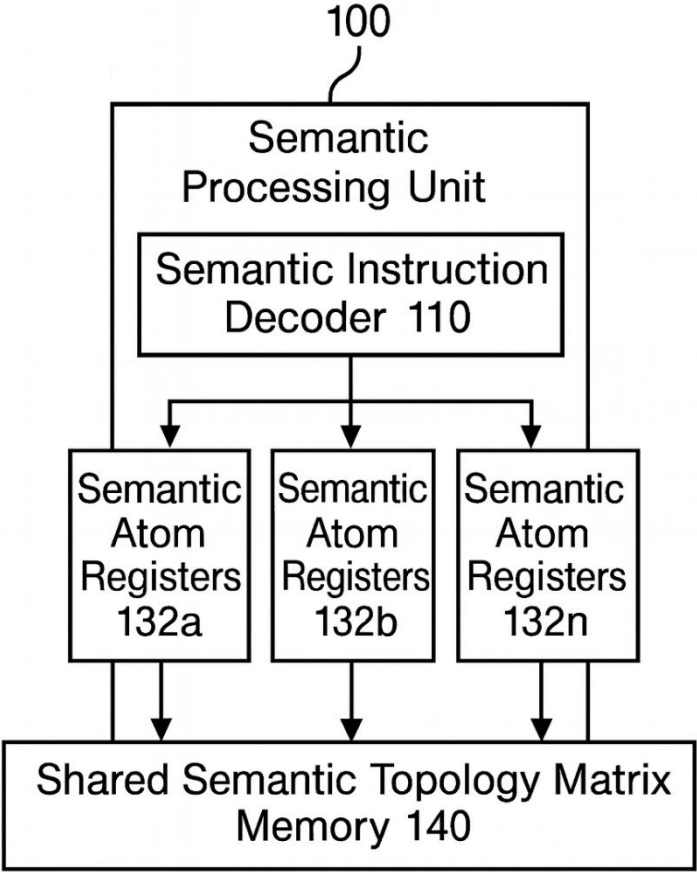 100
Semantic
Processing Unit
Semantic Instruction
Decoder 110
Semantic
Atom
Registers
132a
Semantic
Atom
Registers
132b
Semantic
Atom
Registers
132n
Shared Semantic Topology Matrix
Memory 140